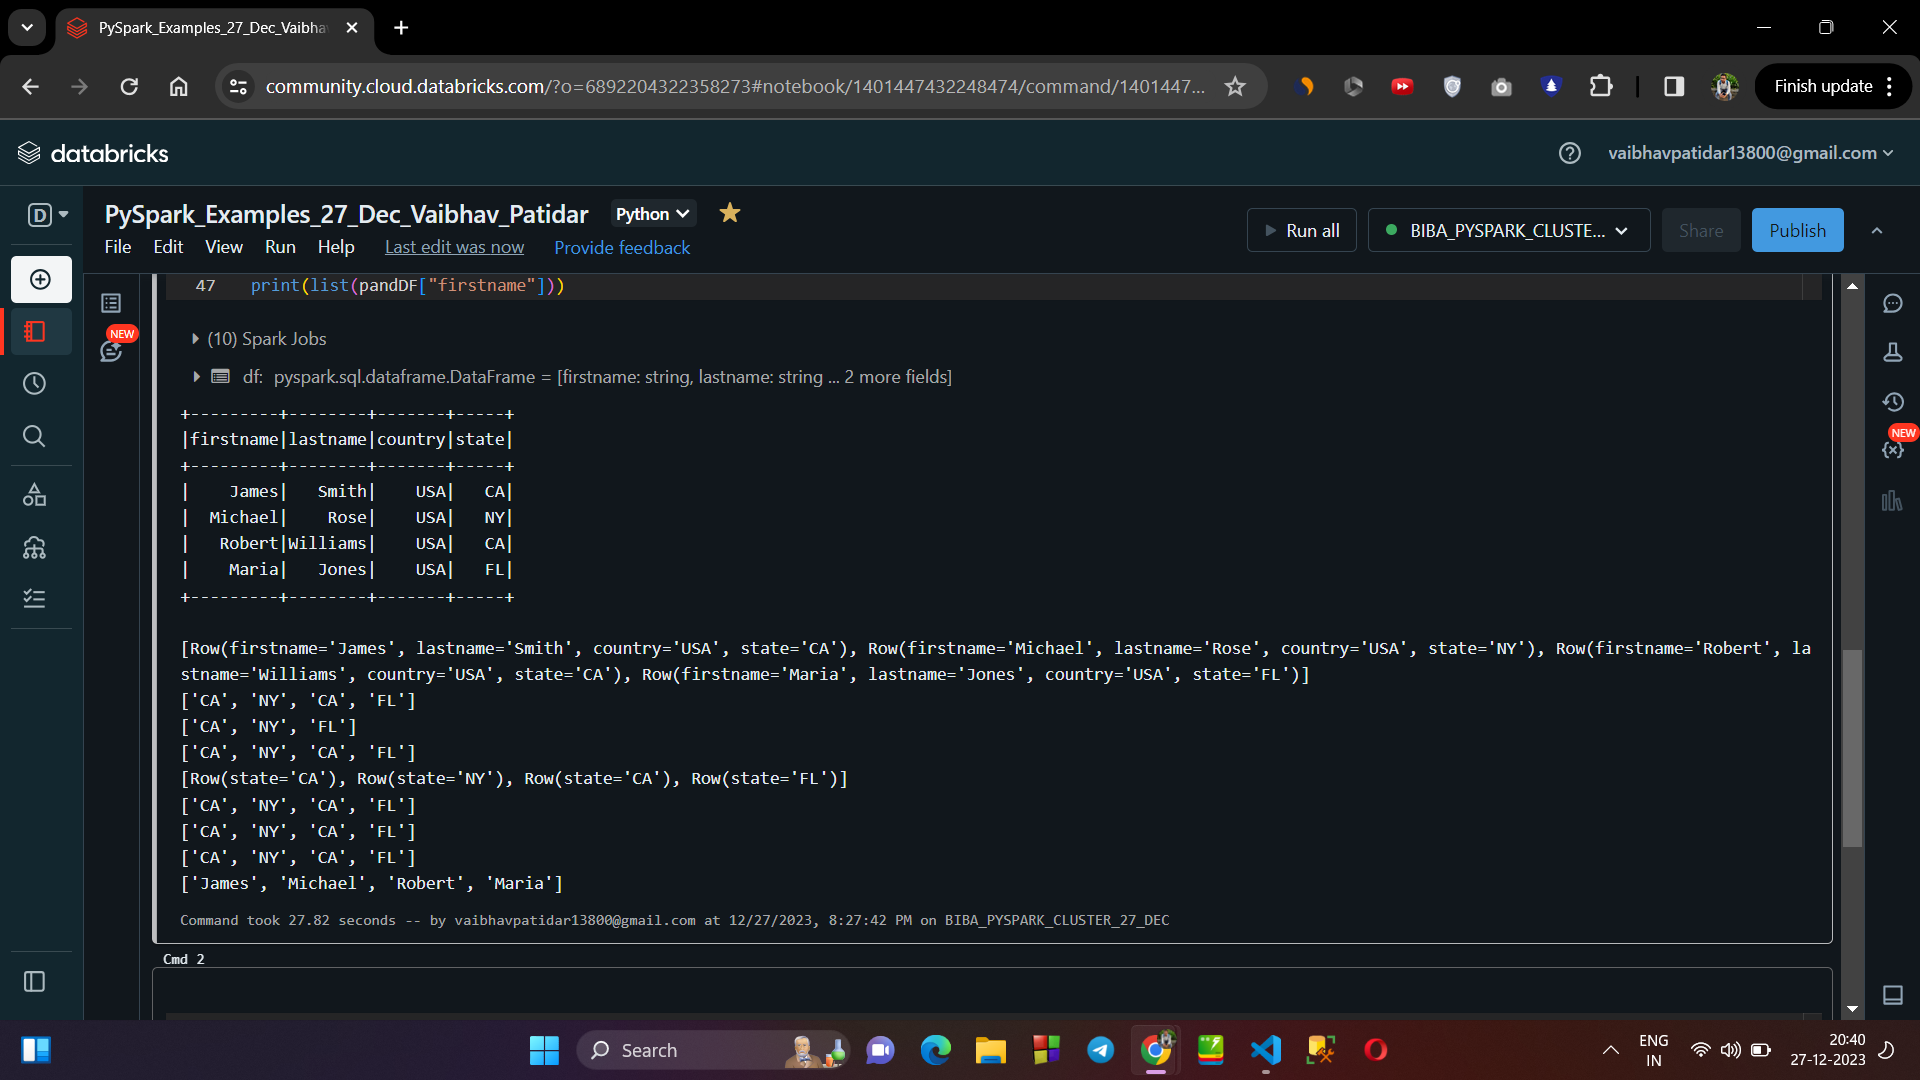 PySpark_Examples_27_Dec_Vaibha
community.cloud.databricks.com/?o=6892204322358273#notebook/1401447432248474/command/1401447...
Finish update
databricks
vaibhavpatidar13800@gmail.com
D
PySpark_Examples_27_Dec_Vaibhav_Patidar
Python
File Edit View Run Help Last edit was now Provide feedback
Run all
BIBA_PYSPARK_CLUSTE...
Share
Publish
NEW
NEW
47 print(list(pandDF["firstname"]))
(10) Spark Jobs
df: pyspark.sql.dataframe.DataFrame = [firstname: string, lastname: string ... 2 more fields]
+---------+--------+-------+-----+
|firstname|lastname|country|state|
+---------+--------+-------+-----+
|    James|   Smith|    USA|   CA|
|  Michael|    Rose|    USA|   NY|
|   Robert|Williams|    USA|   CA|
|    Maria|   Jones|    USA|   FL|
+---------+--------+-------+-----+
[Row(firstname='James', lastname='Smith', country='USA', state='CA'), Row(firstname='Michael', lastname='Rose', country='USA', state='NY'), Row(firstname='Robert', la
stname='Williams', country='USA', state='CA'), Row(firstname='Maria', lastname='Jones', country='USA', state='FL')]
['CA', 'NY', 'CA', 'FL']
['CA', 'NY', 'FL']
['CA', 'NY', 'CA', 'FL']
[Row(state='CA'), Row(state='NY'), Row(state='CA'), Row(state='FL')]
['CA', 'NY', 'CA', 'FL']
['CA', 'NY', 'CA', 'FL']
['CA', 'NY', 'CA', 'FL']
['James', 'Michael', 'Robert', 'Maria']
Command took 27.82 seconds -- by vaibhavpatidar13800@gmail.com at 12/27/2023, 8:27:42 PM on BIBA_PYSPARK_CLUSTER_27_DEC
Cmd 2
Search
ENG
IN
20:40
27-12-2023